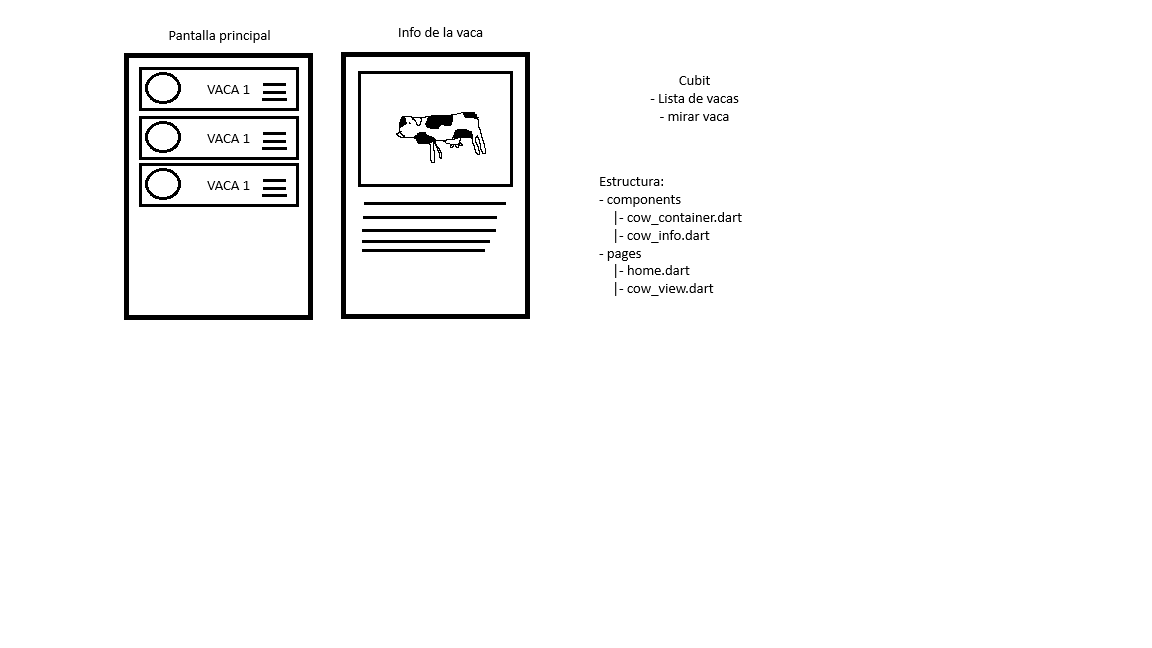 Pantalla principal
VACA 1
VACA 1
VACA 1
Info de la vaca
Cubit
- Lista de vacas
- mirar vaca
Estructura:
- components
|- cow_container.dart
|- cow_info.dart
- pages
|- home.dart
|- cow_view.dart